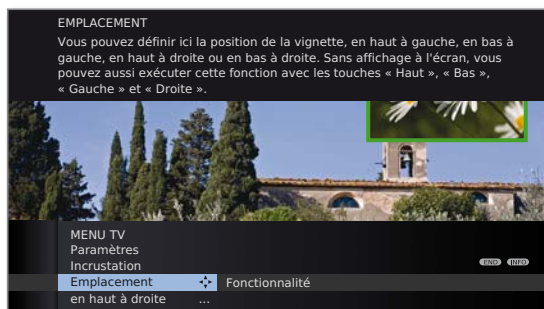 EMPLACEMENT
Vous pouvez définir ici la position de la vignette, en haut à gauche, en bas à
gauche, en haut à droite ou en bas à droite. Sans affichage à l'écran, vous
pouvez aussi exécuter cette fonction avec les touches « Haut », « Bas »,
« Gauche » et « Droite ».
MENU TV
Paramètres
Incrustation
END INFO
Emplacement Fonctionnalité
en haut à droite ...